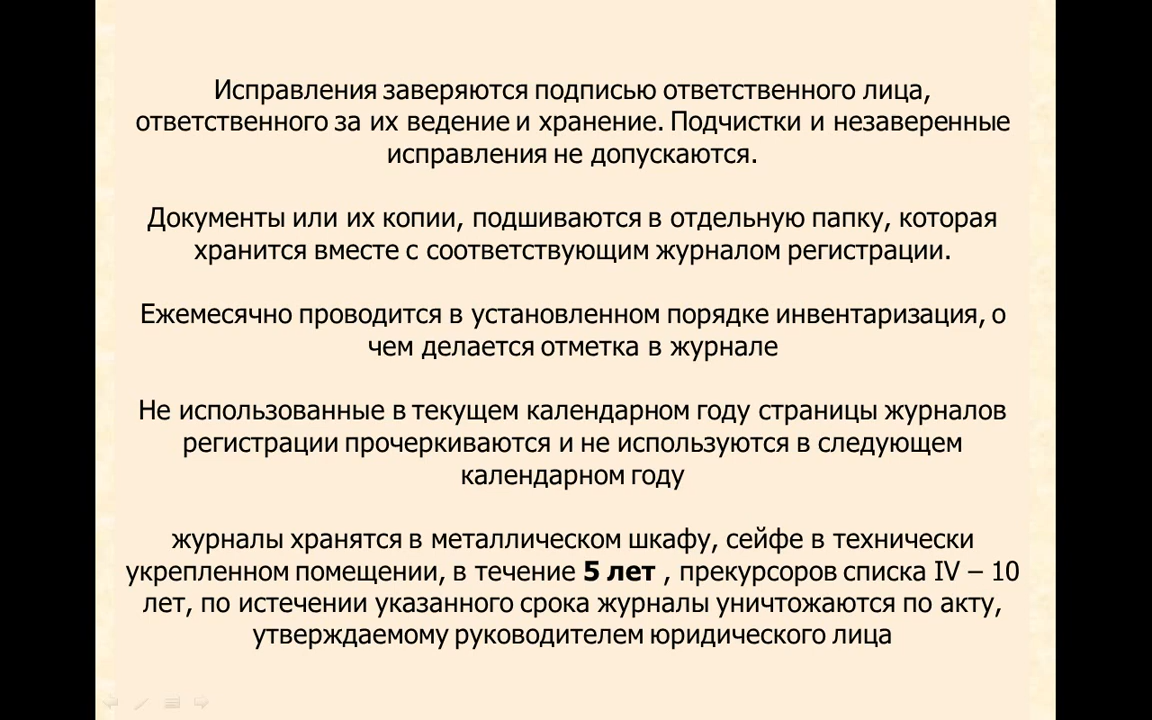 Исправления заверяются подписью ответственного лица,
ответственного за их ведение и хранение. Подчистки и незаверенные
исправления не допускаются.
Документы или их копии, подшиваются в отдельную папку, которая
хранится вместе с соответствующим журналом регистрации.
Ежемесячно проводится в установленном порядке инвентаризация, о
чем делается отметка в журнале
Не использованные в текущем календарном году страницы журналов
регистрации прочеркиваются и не используются в следующем
календарном году
журналы хранятся в металлическом шкафу, сейфе в технически
укрепленном помещении, в течение 5 лет , прекурсоров списка IV – 10
лет, по истечении указанного срока журналы уничтожаются по акту,
утверждаемому руководителем юридического лица